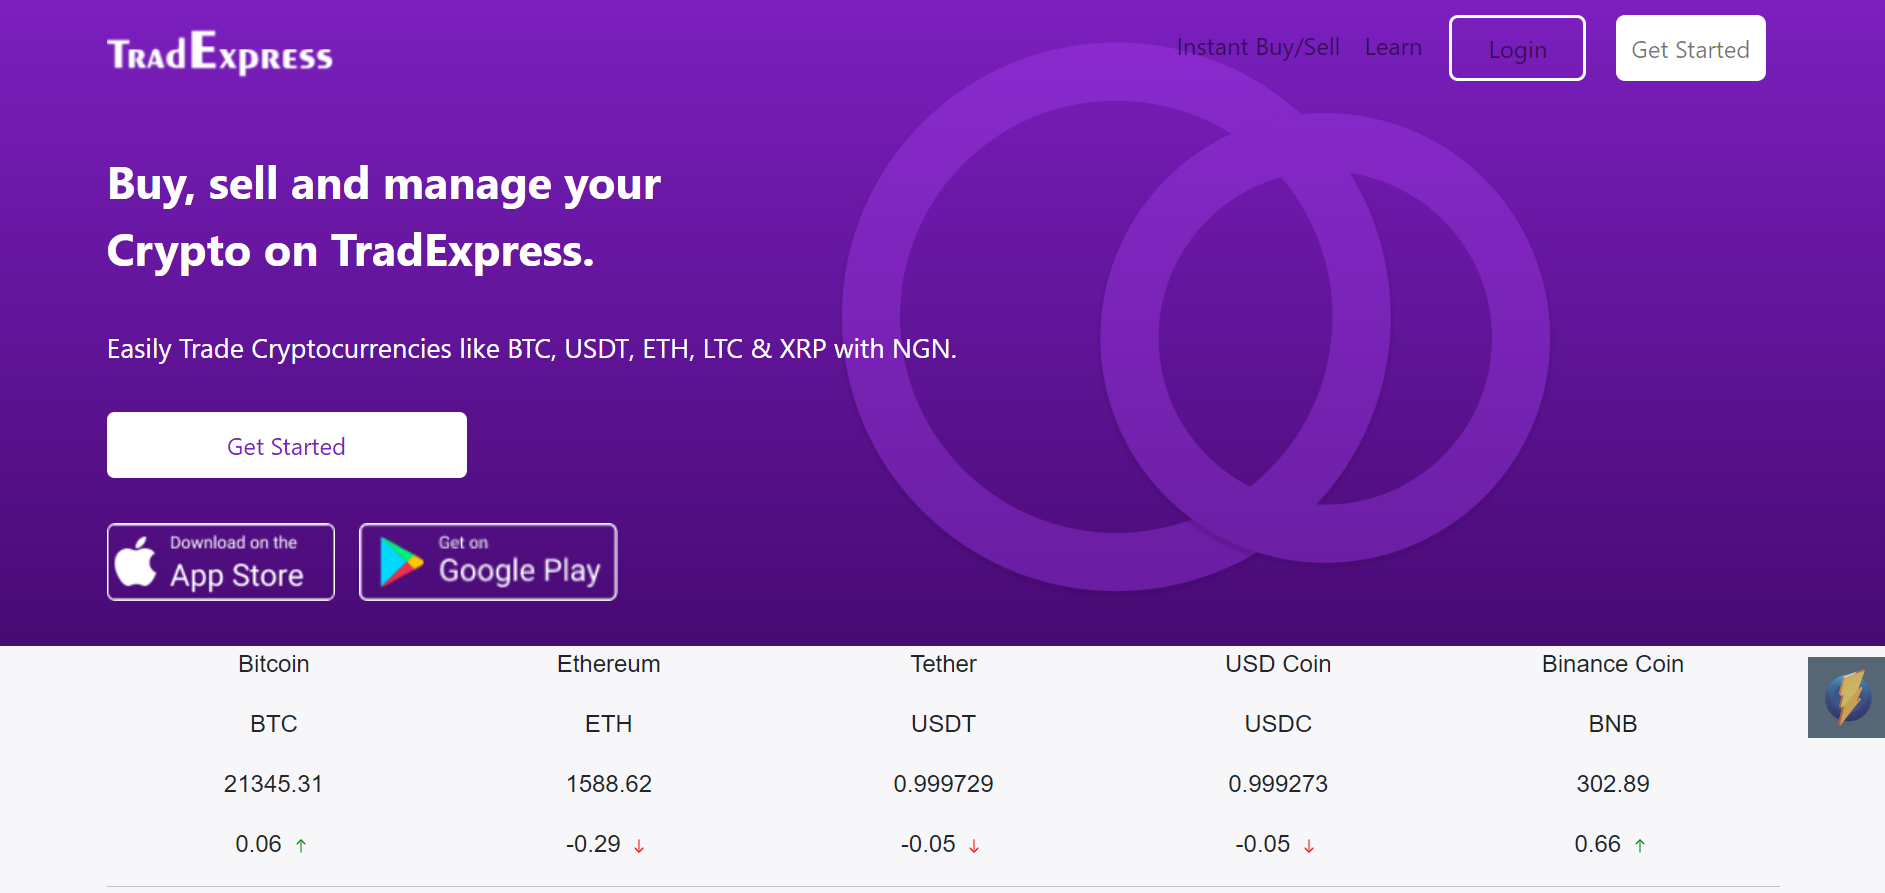 TradExpress
Instant Buy/Sell Learn Login Get Started
Buy, sell and manage your
Crypto on TradExpress.
Easily Trade Cryptocurrencies like BTC, USDT, ETH, LTC & XRP with NGN.
Get Started
Download on the
App Store
Get on
Google Play
Bitcoin Ethereum Tether USD Coin Binance Coin
BTC ETH USDT USDC BNB
21345.31 1588.62 0.999729 0.999273 302.89
0.06 ↑ -0.29 ↓ -0.05 ↓ -0.05 ↓ 0.66 ↑